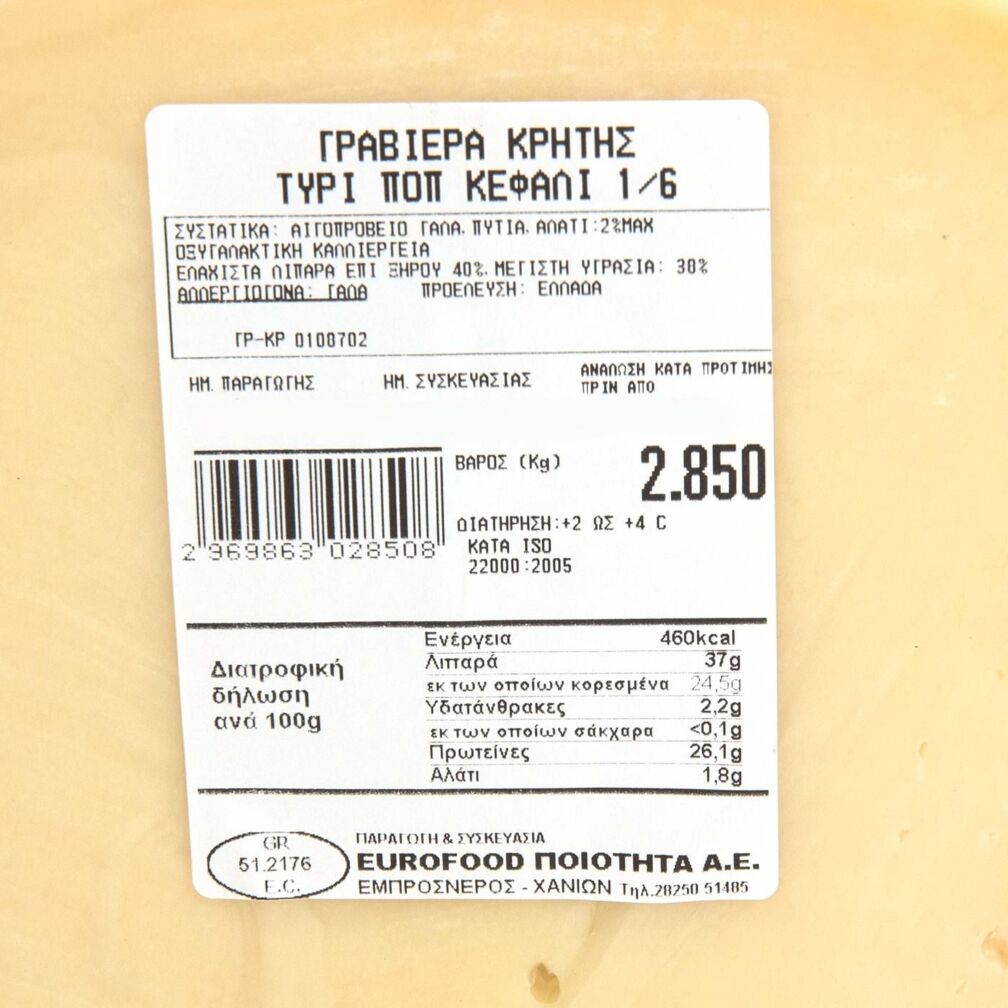 ΓΡΑΒΙΕΡΑ ΚΡΗΤΗΣ
ΤΥΡΙ ΠΟΠ ΚΕΦΑΛΙ 1/6
ΣΥΣΤΑΤΙΚΑ: ΑΙΓΟΠΡΟΒΕΙΟ ΓΑΛΑ, ΠΥΤΙΑ, ΑΛΑΤΙ:2%MAX
ΟΞΥΓΑΛΑΚΤΙΚΗ ΚΑΛΛΙΕΡΓΕΙΑ
ΕΛΑΧΙΣΤΑ ΛΙΠΑΡΑ ΕΠΙ ΞΗΡΟΥ 40%, ΜΕΓΙΣΤΗ ΥΓΡΑΣΙΑ: 38%
ΑΛΛΕΡΓΙΟΓΟΝΑ: ΓΑΛΑ ΠΡΟΕΛΕΥΣΗ: ΕΛΛΑΔΑ
ΓΡ-ΚΡ 0108702
ΗΜ. ΠΑΡΑΓΩΓΗΣ ΗΜ. ΣΥΣΚΕΥΑΣΙΑΣ ΑΝΑΛΩΣΗ ΚΑΤΑ ΠΡΟΤΙΜΗΣ
ΠΡΙΝ ΑΠΟ
ΒΑΡΟΣ (Kg) 2.850
ΔΙΑΤΗΡΗΣΗ:+2 ΩΣ +4 C
ΚΑΤΑ ISO
22000:2005
2 969863 028508
Διατροφική
δήλωση
ανά 100g
Ενέργεια 460kcal
Λιπαρά 37g
εκ των οποίων κορεσμένα 24,5g
Υδατάνθρακες 2,2g
εκ των οποίων σάκχαρα <0,1g
Πρωτείνες 26,1g
Αλάτι 1,8g
GR
51.2176
E.C.
ΠΑΡΑΓΩΓΗ & ΣΥΣΚΕΥΑΣΙΑ
EUROFOOD ΠΟΙΟΤΗΤΑ Α.Ε.
ΕΜΠΡΟΣΝΕΡΟΣ - ΧΑΝΙΩΝ Τηλ.28250 51485